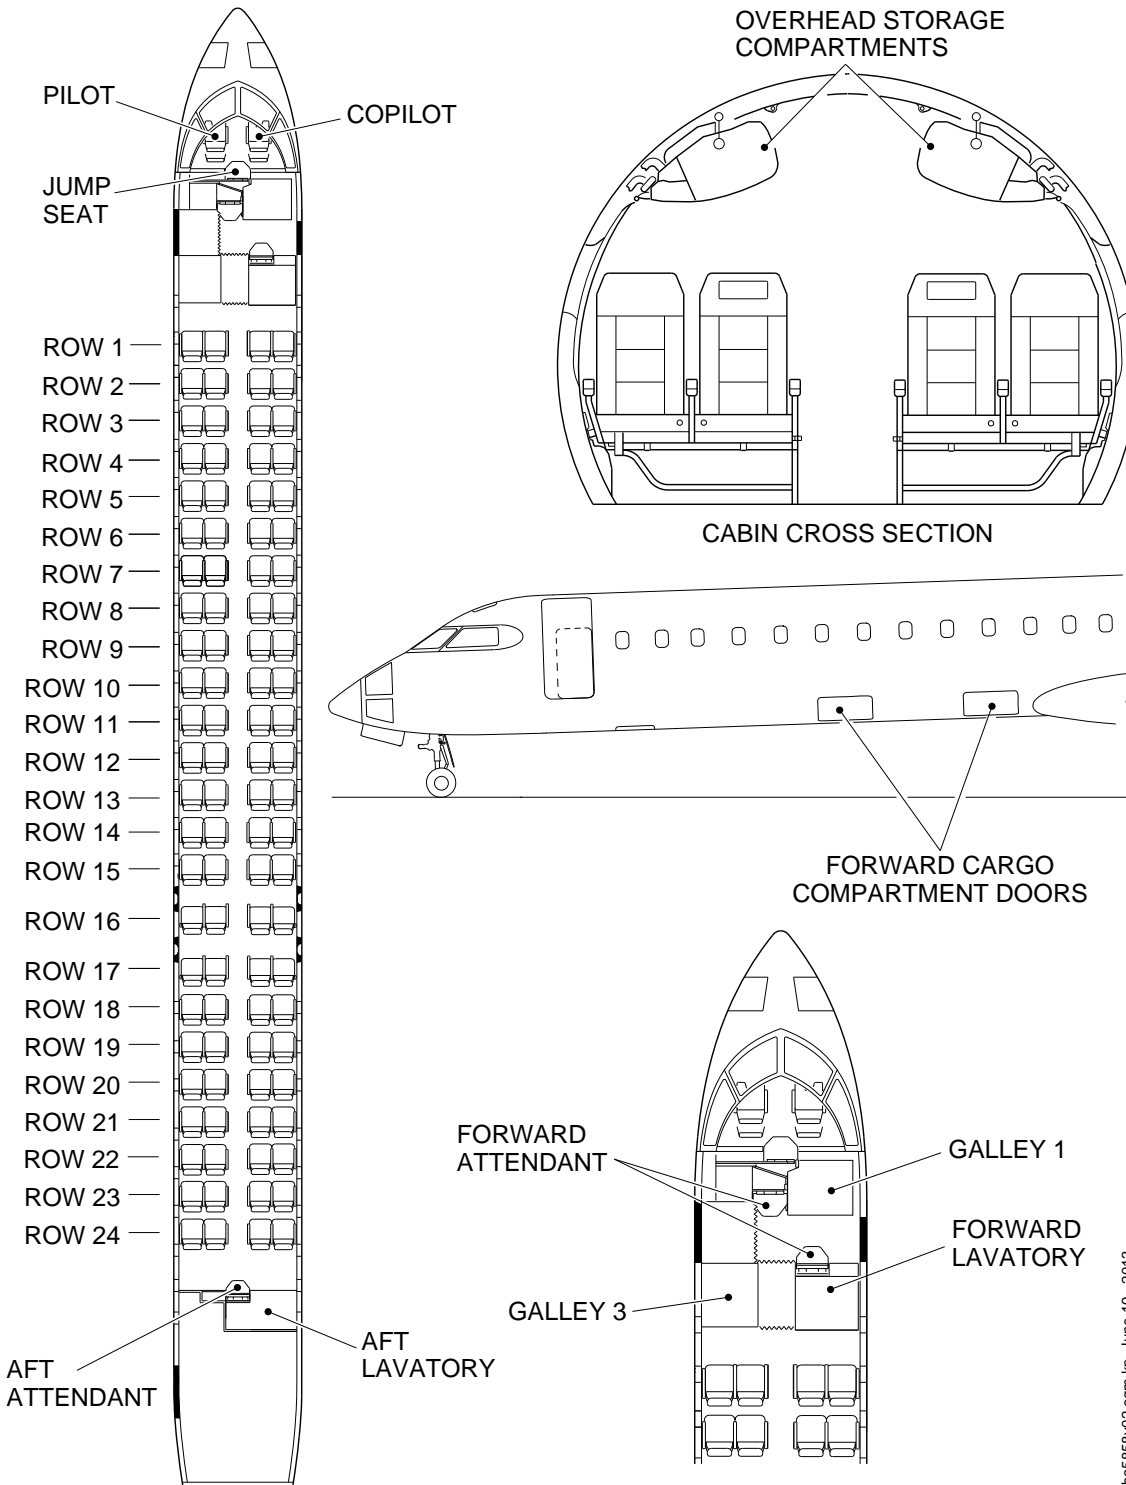 OVERHEAD STORAGE
COMPARTMENTS
PILOT
COPILOT
JUMP
SEAT
ROW 1
ROW 2
ROW 3
ROW 4
ROW 5
ROW 6
ROW 7
ROW 8
ROW 9
ROW 10
ROW 11
ROW 12
ROW 13
ROW 14
ROW 15
ROW 16
ROW 17
ROW 18
ROW 19
ROW 20
ROW 21
ROW 22
ROW 23
ROW 24
AFT
ATTENDANT
AFT
LAVATORY
CABIN CROSS SECTION
FORWARD CARGO
COMPARTMENT DOORS
FORWARD
ATTENDANT
GALLEY 1
FORWARD
LAVATORY
GALLEY 3
2013